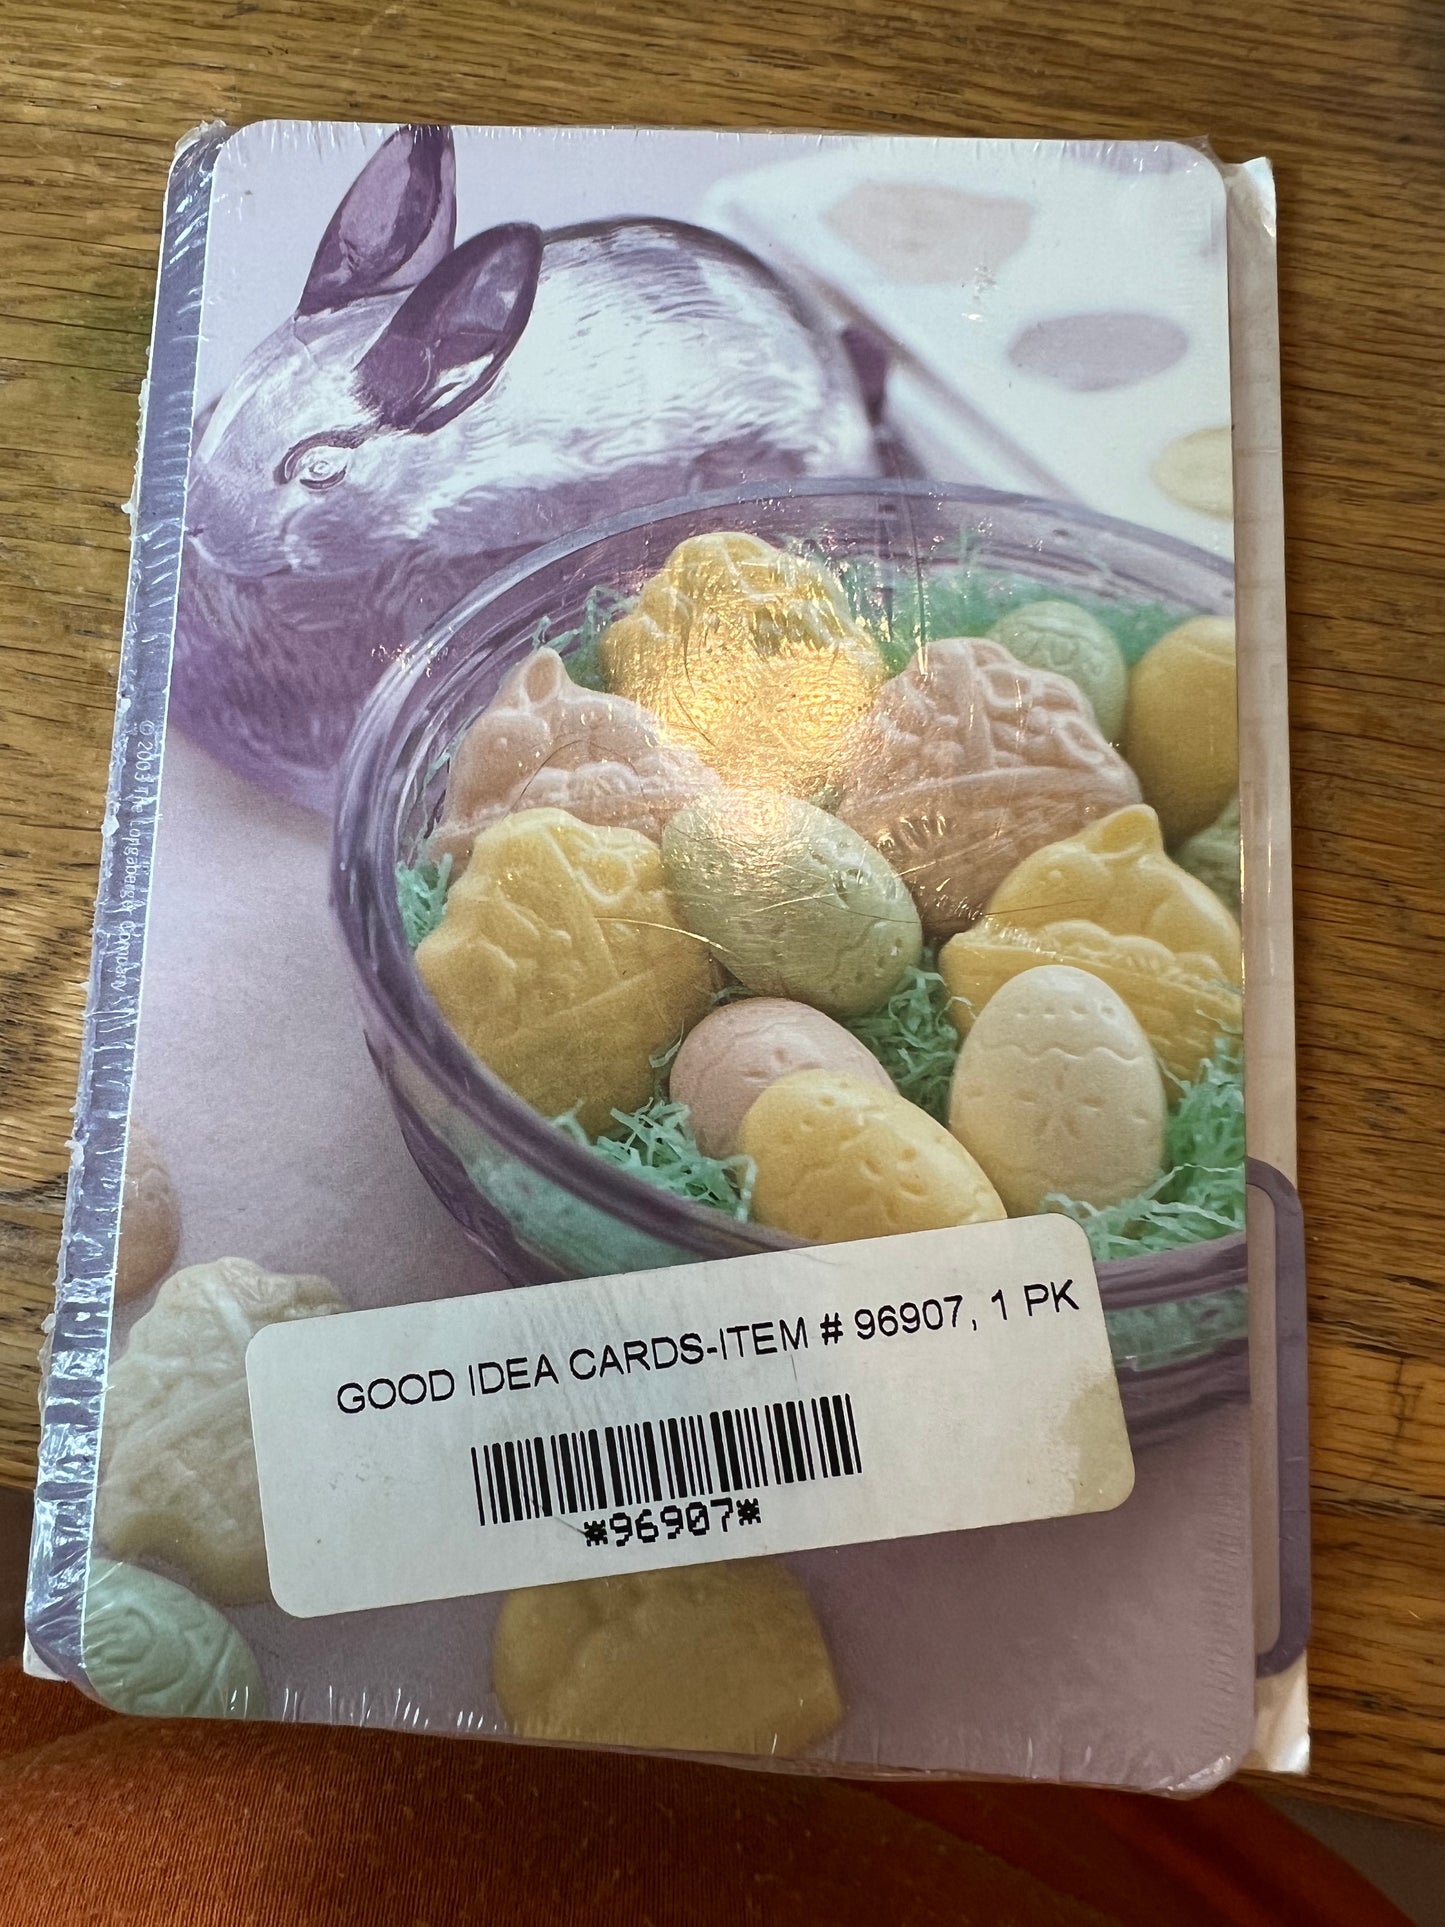 © 2003 The Longaberger Company
GOOD IDEA CARDS-ITEM # 96907, 1 PK
*96907*